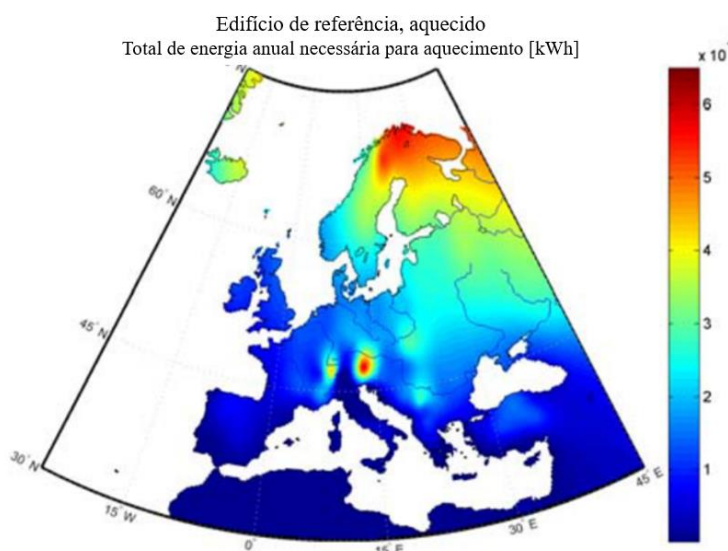 Edifício de referência, aquecido
Total de energia anual necessária para aquecimento [kWh]
x 10
6
5
4
3
2
1
60° N
45° N
30° N
15° W
0°
15° E
30° E
45° E